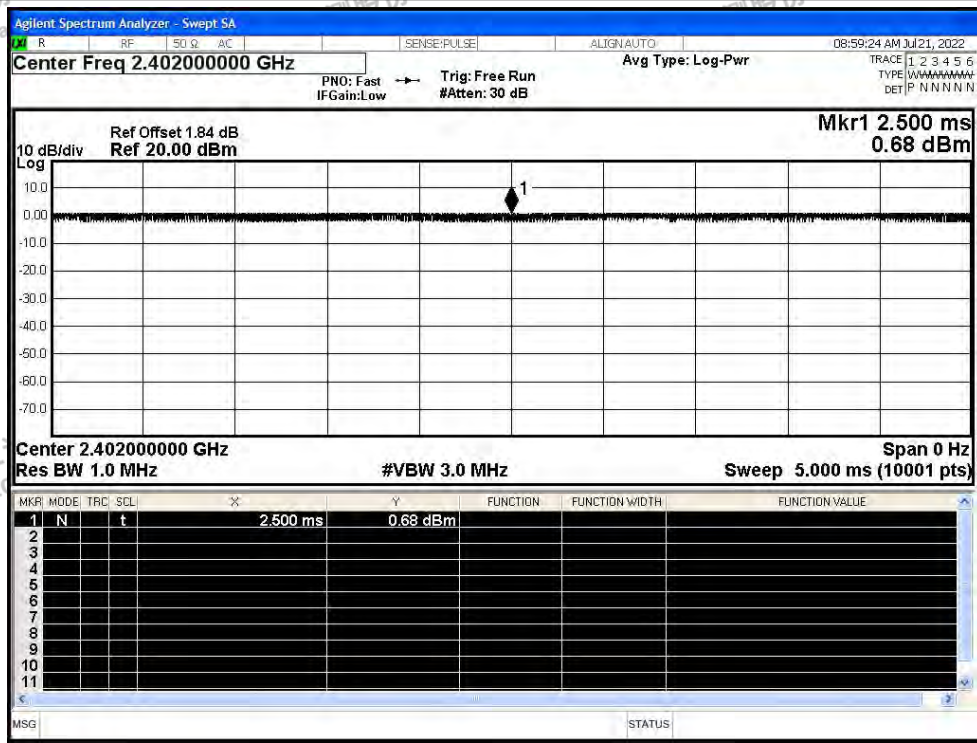 Agilent Spectrum Analyzer - Swept SA
R RF 50 Ω AC SENSE:PULSE ALIGN AUTO 08:59:24 AM Jul 21, 2022
Center Freq 2.402000000 GHz
PNO: Fast
IFGain:Low
Trig: Free Run
#Atten: 30 dB
Avg Type: Log-Pwr
TRACE 1 2 3 4 5 6
TYPE WWWWWW
DET P N N N N N
Ref Offset 1.84 dB
Ref 20.00 dBm
10 dB/div
Log
Mkr1 2.500 ms
0.68 dBm
10.0
0.00
-10.0
-20.0
-30.0
-40.0
-50.0
-60.0
-70.0
1
Center 2.402000000 GHz Span 0 Hz
Res BW 1.0 MHz #VBW 3.0 MHz Sweep 5.000 ms (10001 pts)
MKR MODE TRC SCL X Y FUNCTION FUNCTION WIDTH FUNCTION VALUE
1 N t 2.500 ms 0.68 dBm
2
3
4
5
6
7
8
9
10
11
MSG STATUS